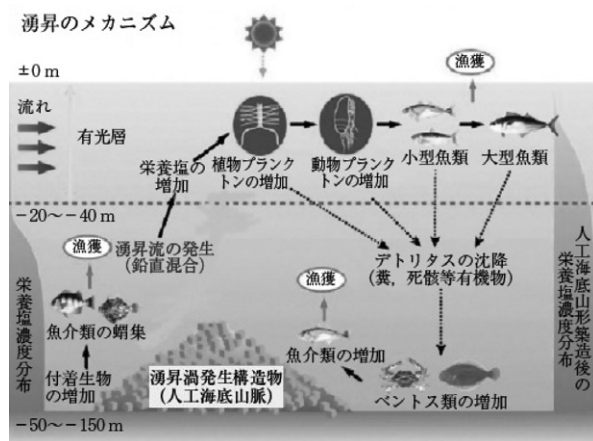 湧昇のメカニズム
±0 m
漁獲
流れ
有光層
栄養塩の
増加
植物プランク
トンの増加
動物プランク
トンの増加
小型魚類
大型魚類
－20～－40 m
湧昇流の発生
(鉛直混合)
漁獲
デトリタスの沈降
(糞，死骸等有機物)
漁獲
栄養塩濃度分布
魚介類の蝟集
付着生物
の増加
湧昇渦発生構造物
(人工海底山脈)
魚介類の増加
ベントス類の増加
人工海底山形築造後の
栄養塩濃度分布
－50～－150 m